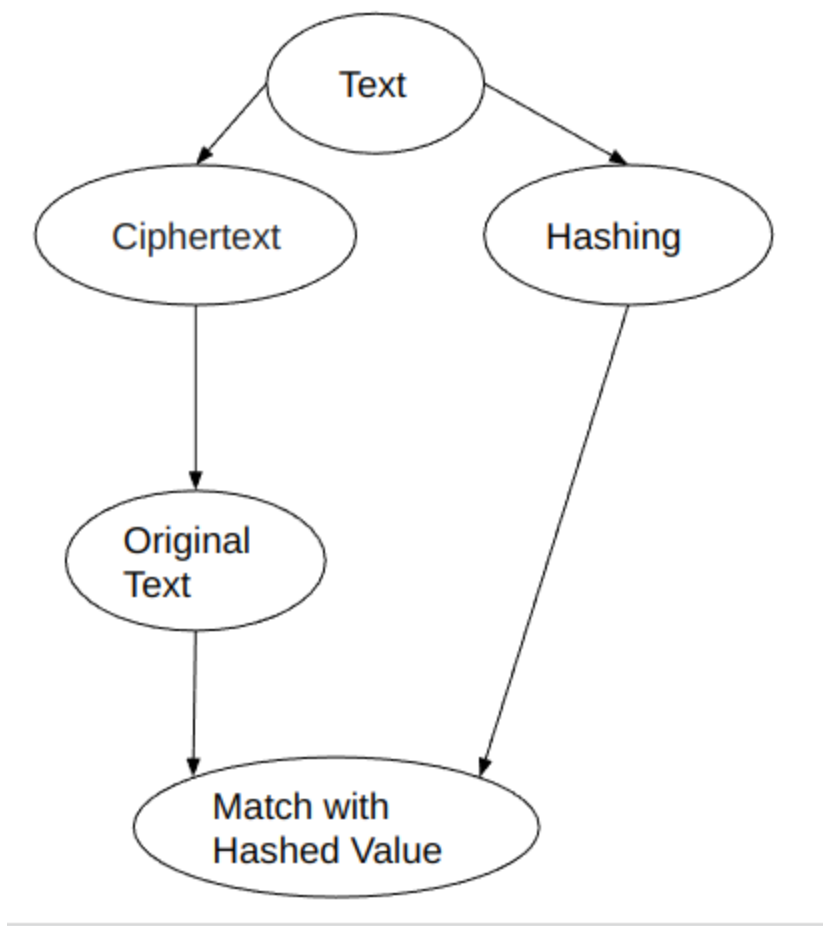 Text
Ciphertext
Hashing
Original
Text
Match with
Hashed Value